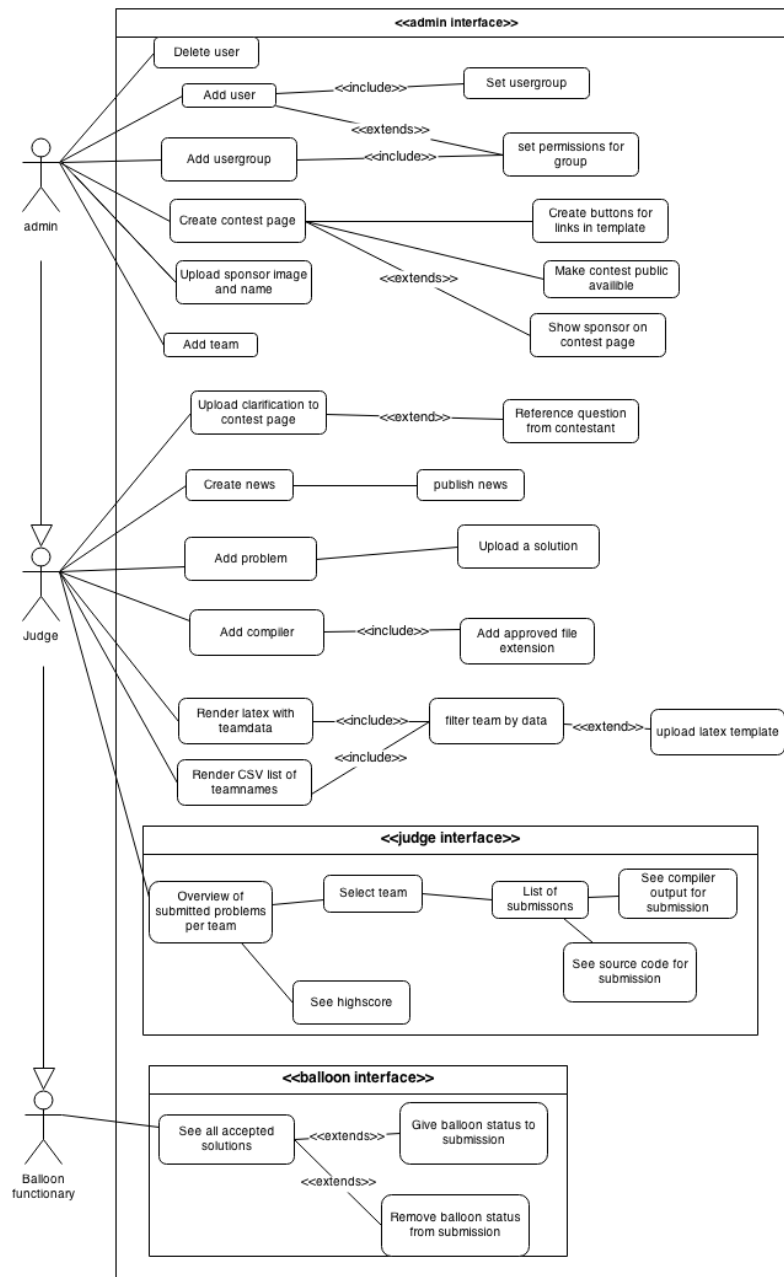 <<admin interface>>
Delete user
Add user
<<include>>
Set usergroup
<<extends>>
Add usergroup
<<include>>
set permissions for
group
admin
Create contest page
Create buttons for
links in template
Upload sponsor image
and name
<<extends>>
Make contest public
availible
Add team
Show sponsor on
contest page
Upload clarification to
contest page
<<extend>>
Reference question
from contestant
Create news
publish news
Add problem
Upload a solution
Judge
Add compiler
<<include>>
Add approved file
extension
Render latex with
teamdata
<<include>>
filter team by data
<<extend>>
upload latex template
Render CSV list of
teamnames
<<include>>
<<judge interface>>
Overview of
submitted problems
per team
Select team
List of
submissons
See compiler
output for
submission
See source code for
submission
See highscore
<<balloon interface>>
See all accepted
solutions
<<extends>>
Give balloon status to
submission
Balloon
functionary
<<extends>>
Remove balloon status
from submission